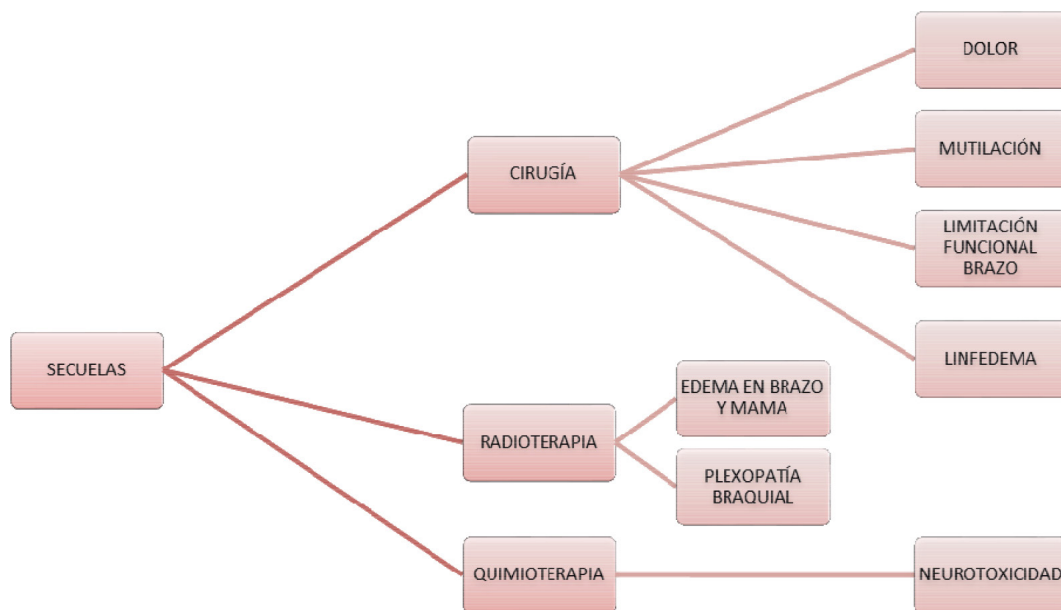 DOLOR
MUTILACIÓN
CIRUGÍA
LIMITACIÓN
FUNCIONAL
BRAZO
SECUELAS
LINFEDEMA
EDEMA EN BRAZO
Y MAMA
RADIOTERAPIA
PLEXOPATÍA
BRAQUIAL
QUIMIOTERAPIA
NEUROTOXICIDAD